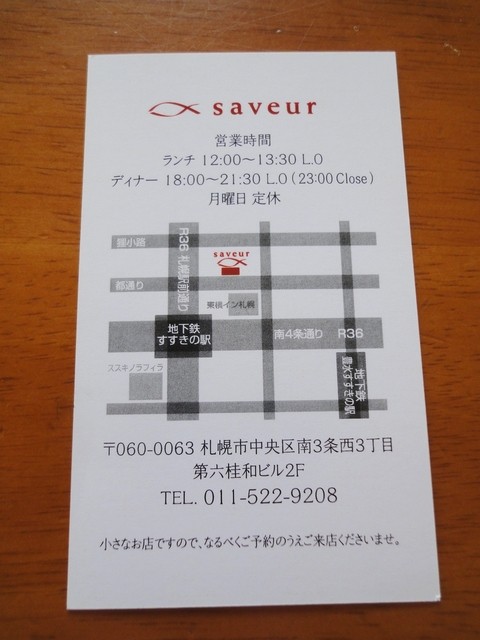 saveur
営業時間
ランチ 12:00〜13:30 L.O
ディナー 18:00〜21:30 L.O (23:00 Close)
月曜日 定休
R36 札幌駅前通り
saveur
狸小路
都通り
東横イン札幌
地下鉄
すすきの駅
南4条通り R36
ススキノラフィラ
地下鉄
豊水すすきの駅
〒060-0063 札幌市中央区南3条西3丁目
第六桂和ビル2F
TEL. 011-522-9208
小さなお店ですので、なるべくご予約のうえご来店くださいませ。